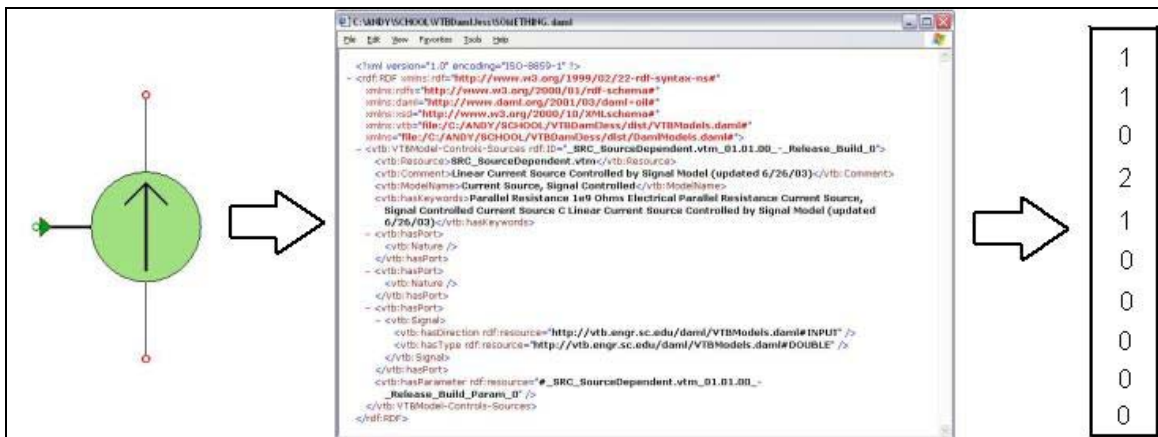 C:\ANDY\SCHOOL\VTBDamlJess\SOMETHING.daml
File Edit View Favorites Tools Help
<?xml version="1.0" encoding="ISO-8859-1" ?>
- <rdf:RDF xmlns:rdf="http://www.w3.org/1999/02/22-rdf-syntax-ns#"
xmlns:rdfs="http://www.w3.org/2000/01/rdf-schema#"
xmlns:daml="http://www.daml.org/2001/03/daml+oil#"
xmlns:xsd="http://www.w3.org/2000/10/XMLschema#"
xmlns:vtb="file:/C:/ANDY/SCHOOL/VTBDamlJess/dist/VTBModels.daml#"
xmlns="file:/C:/ANDY/SCHOOL/VTBDamlJess/dist/DamlModels.daml#">
- <vtb:VTBModel-Controls-Sources rdf:ID="_SRC_SourceDependent.vtm_01.01.00_-_Release_Build_0">
<vtb:Resource>SRC_SourceDependent.vtm</vtb:Resource>
<vtb:Comment>Linear Current Source Controlled by Signal Model (updated 6/26/03)</vtb:Comment>
<vtb:ModelName>Current Source, Signal Controlled</vtb:ModelName>
<vtb:hasKeywords>Parallel Resistance 1e9 Ohms Electrical Parallel Resistance Current Source,
Signal Controlled Current Source C Linear Current Source Controlled by Signal Model (updated
6/26/03)</vtb:hasKeywords>
- <vtb:hasPort>
<vtb:Nature />
</vtb:hasPort>
- <vtb:hasPort>
<vtb:Nature />
</vtb:hasPort>
- <vtb:hasPort>
- <vtb:Signal>
<vtb:hasDirection rdf:resource="http://vtb.engr.sc.edu/daml/VTBModels.daml#INPUT" />
<vtb:hasType rdf:resource="http://vtb.engr.sc.edu/daml/VTBModels.daml#DOUBLE" />
</vtb:Signal>
</vtb:hasPort>
<vtb:hasParameter rdf:resource="#_SRC_SourceDependent.vtm_01.01.00_-
_Release_Build_Param_0" />
</vtb:VTBModel-Controls-Sources>
</rdf:RDF>
1
1
0
2
1
0
0
0
0
0